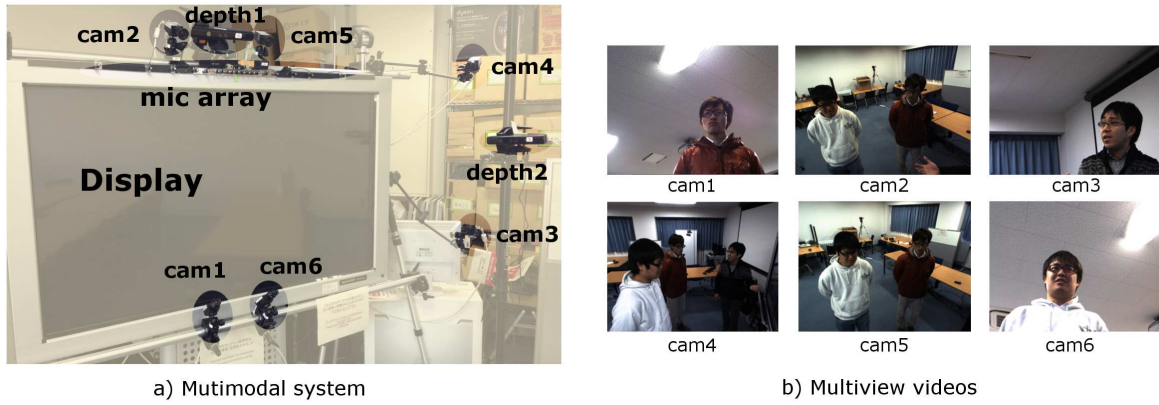 depth1
cam2
cam5
cam4
mic array
Display
depth2
cam3
cam1
cam6
a) Mutimodal system
cam1
cam2
cam3
cam4
cam5
cam6
b) Multiview videos